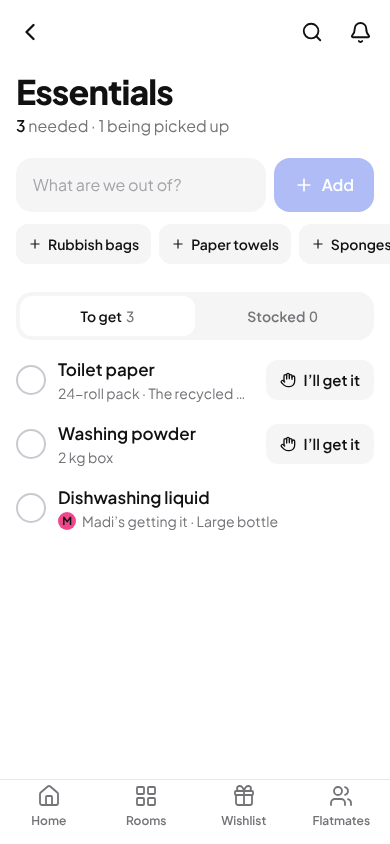 Essentials
3 needed · 1 being picked up
What are we out of?
+ Add
+ Rubbish bags
+ Paper towels
+ Sponges
To get 3
Stocked 0
Toilet paper
24-roll pack · The recycled ...
I'll get it
Washing powder
2 kg box
I'll get it
Dishwashing liquid
M Madi's getting it · Large bottle
Home
Rooms
Wishlist
Flatmates